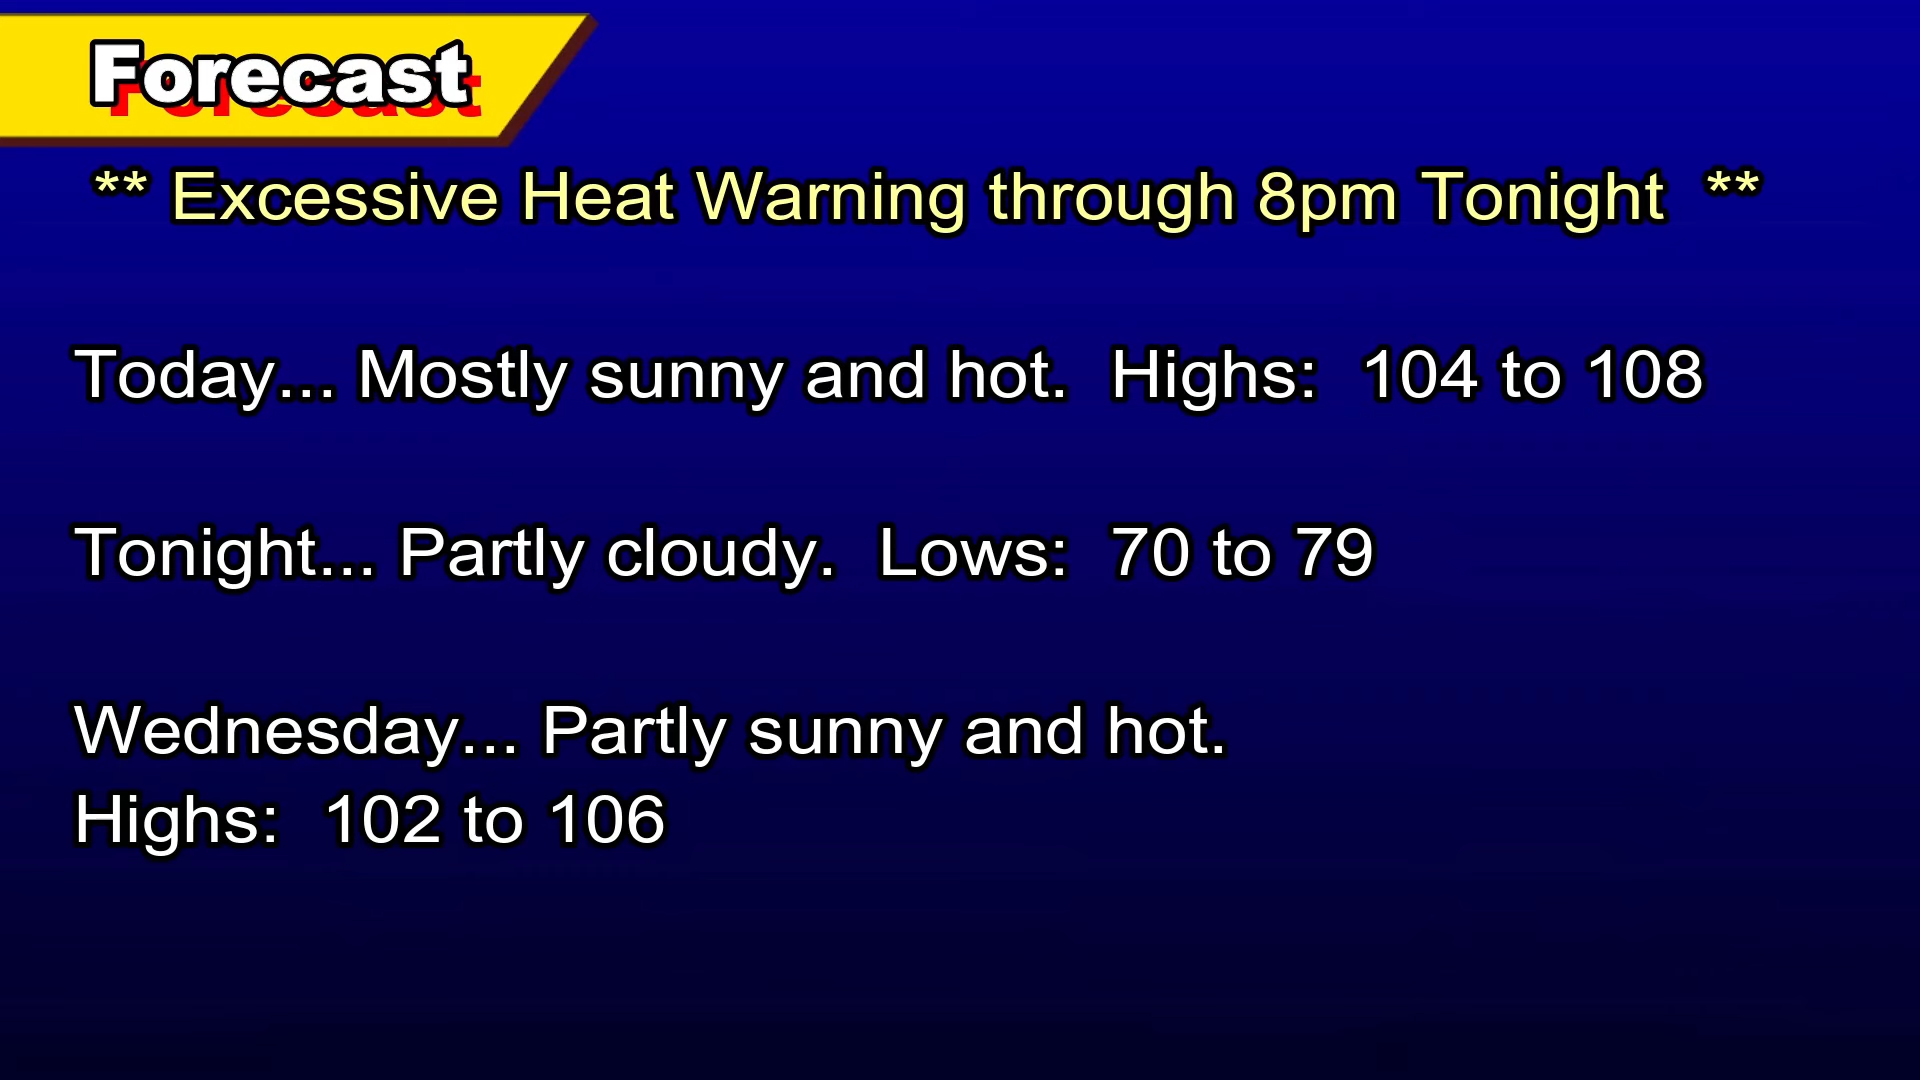 Forecast
** Excessive Heat Warning through 8pm Tonight  **
Today... Mostly sunny and hot.  Highs:  104 to 108
Tonight... Partly cloudy.  Lows:  70 to 79
Wednesday... Partly sunny and hot.
Highs:  102 to 106